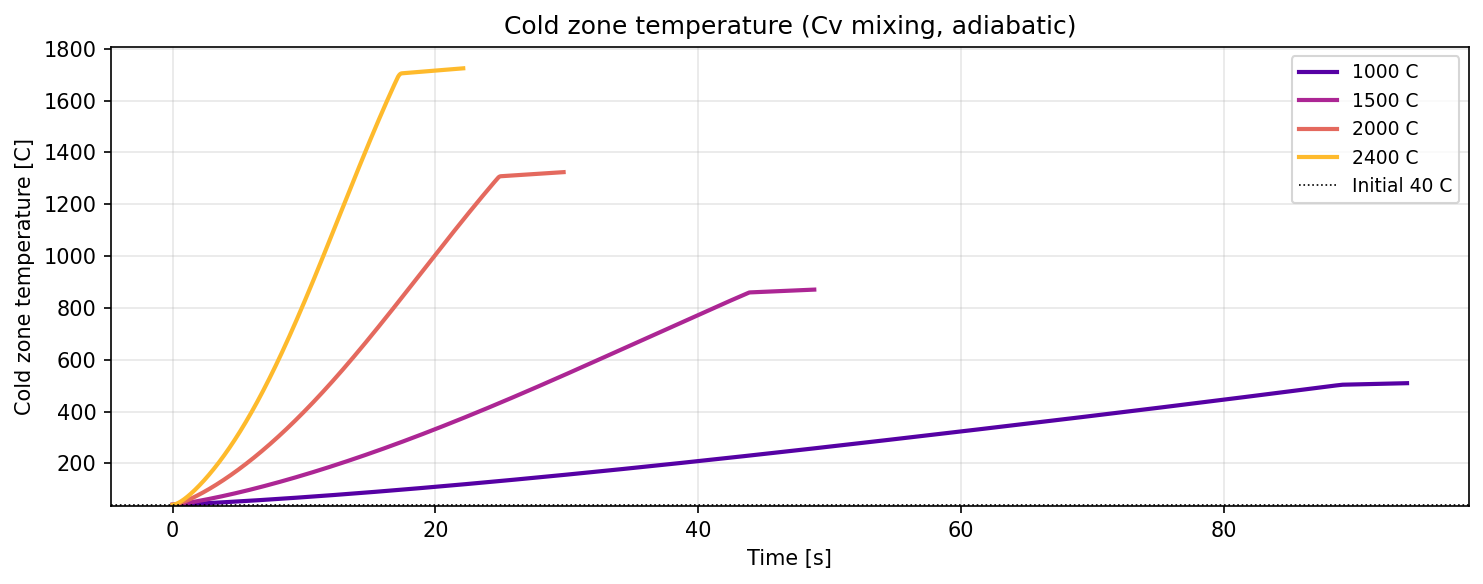 Cold zone temperature (Cv mixing, adiabatic)
Cold zone temperature [C]
1800
1600
1400
1200
1000
800
600
400
200
1000 C
1500 C
2000 C
2400 C
Initial 40 C
0
20
40
60
80
Time [s]